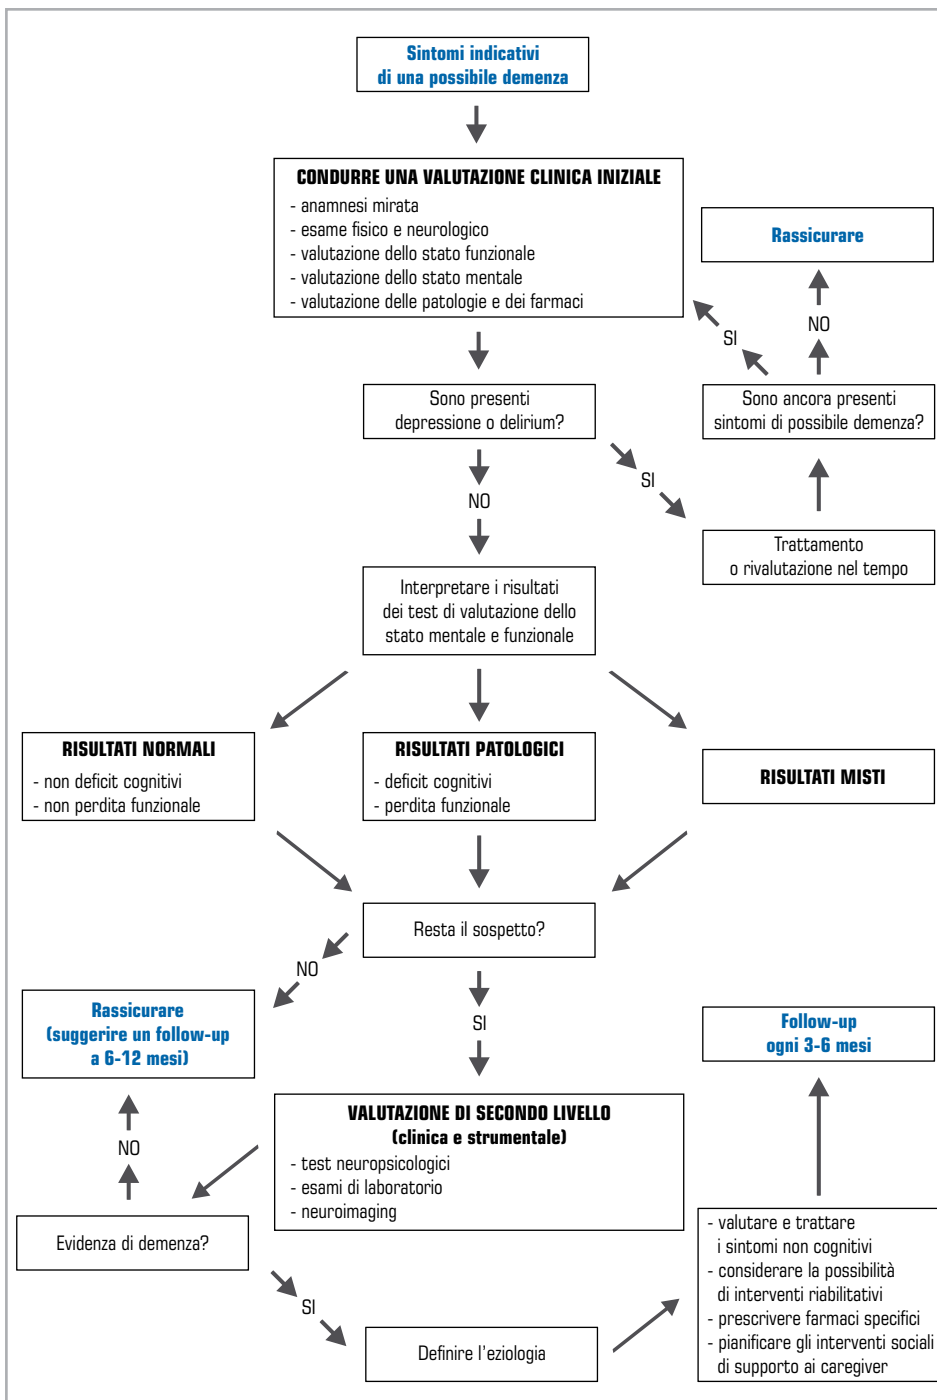 Sintomi indicativi
di una possibile demenza
CONDURRE UNA VALUTAZIONE CLINICA INIZIALE
- anamnesi mirata
- esame fisico e neurologico
- valutazione dello stato funzionale
- valutazione dello stato mentale
- valutazione delle patologie e dei farmaci
Rassicurare
NO
SI
Sono presenti
depressione o delirium?
Sono ancora presenti
sintomi di possibile demenza?
SI
NO
Trattamento
o rivalutazione nel tempo
Interpretare i risultati
dei test di valutazione dello
stato mentale e funzionale
RISULTATI NORMALI
- non deficit cognitivi
- non perdita funzionale
RISULTATI PATOLOGICI
- deficit cognitivi
- perdita funzionale
RISULTATI MISTI
Resta il sospetto?
NO
SI
Rassicurare
(suggerire un follow-up
a 6-12 mesi)
Follow-up
ogni 3-6 mesi
VALUTAZIONE DI SECONDO LIVELLO
(clinica e strumentale)
- test neuropsicologici
- esami di laboratorio
- neuroimaging
NO
Evidenza di demenza?
SI
Definire l'eziologia
- valutare e trattare
i sintomi non cognitivi
- considerare la possibilità
di interventi riabilitativi
- prescrivere farmaci specifici
- pianificare gli interventi sociali
di supporto ai caregiver